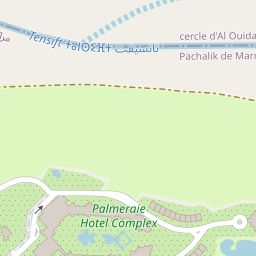 Tensift ⵜⴰⵏⵙⵉⴼⵜ تانسيفت
cercle d'Al Ouida
Pachalik de Marr
Palmeraie
Hotel Complex